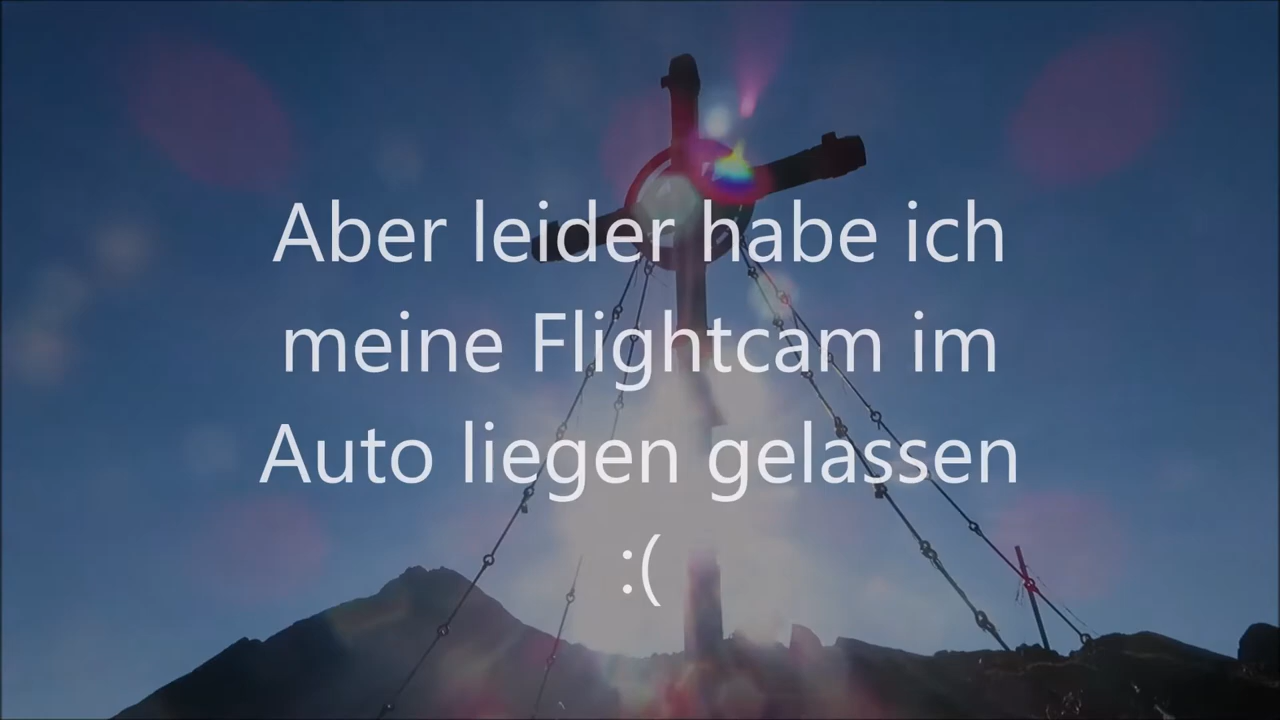 Aber leider habe ich
meine Flightcam im
Auto liegen gelassen
:(